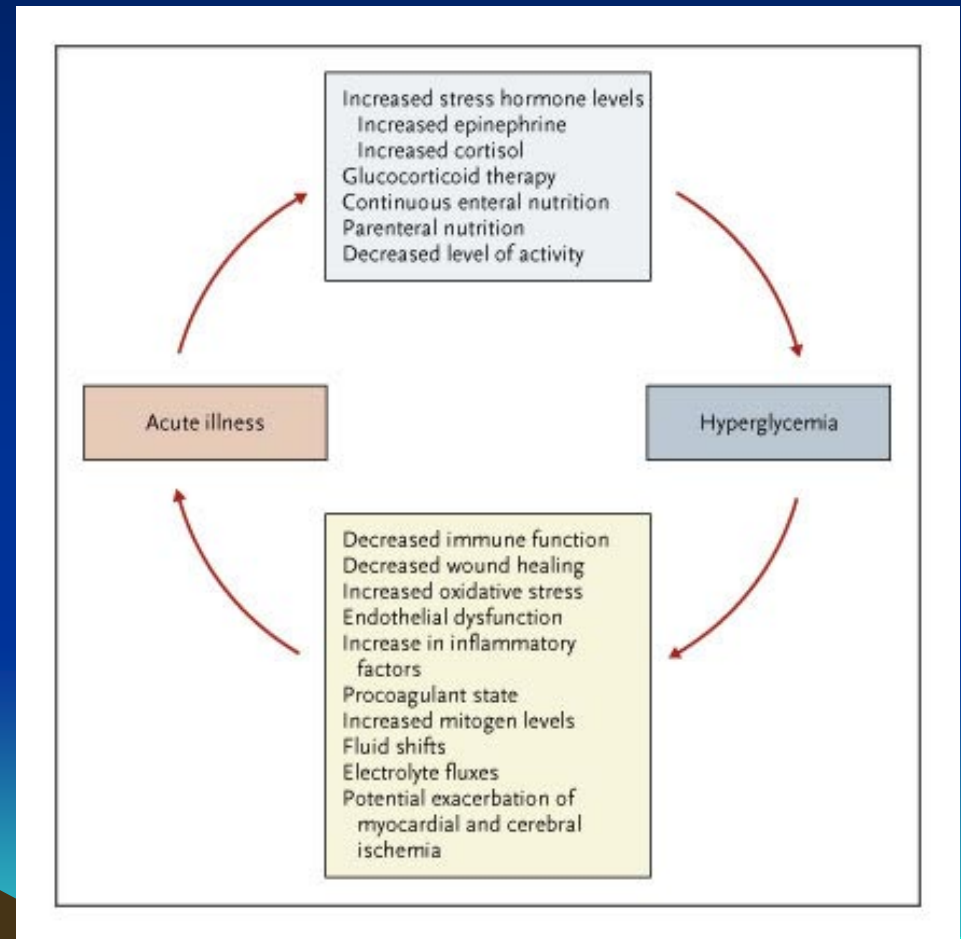 Increased stress hormone levels
Increased epinephrine
Increased cortisol
Glucocorticoid therapy
Continuous enteral nutrition
Parenteral nutrition
Decreased level of activity
Acute illness
Hyperglycemia
Decreased immune function
Decreased wound healing
Increased oxidative stress
Endothelial dysfunction
Increase in inflammatory
factors
Procoagulant state
Increased mitogen levels
Fluid shifts
Electrolyte fluxes
Potential exacerbation of
myocardial and cerebral
ischemia